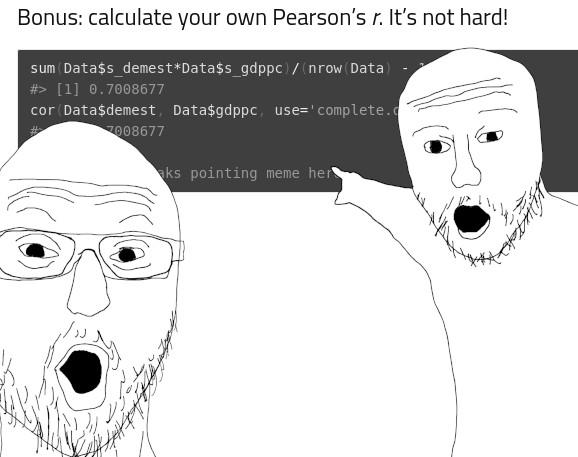 Bonus: calculate your own Pearson's r. It's not hard!
sum(Data$s_demest*Data$s_gdppc)/(nrow(Data) -
#> [1] 0.7008677
cor(Data$demest, Data$gdppc, use='complete.
#> 7008677
pointing meme